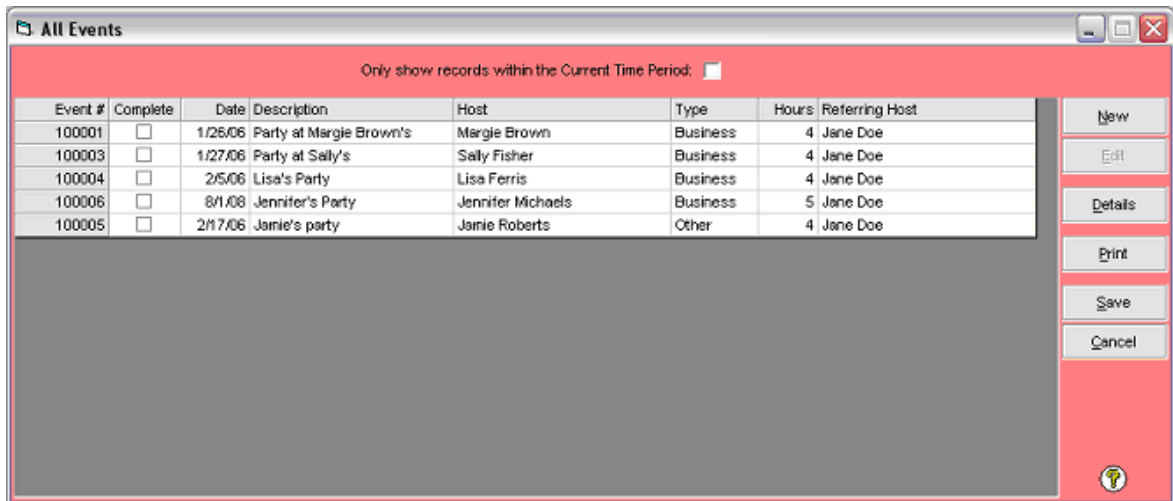 All Events
Only show records within the Current Time Period:
Event # Complete Date Description Host Type Hours Referring Host
100001 1/26/06 Party at Margie Brown's Margie Brown Business 4 Jane Doe
100003 1/27/06 Party at Sally's Sally Fisher Business 4 Jane Doe
100004 2/5/06 Lisa's Party Lisa Ferris Business 4 Jane Doe
100006 8/1/08 Jennifer's Party Jennifer Michaels Business 5 Jane Doe
100005 2/17/06 Jamie's party Jamie Roberts Other 4 Jane Doe
New
Edit
Details
Print
Save
Cancel
?